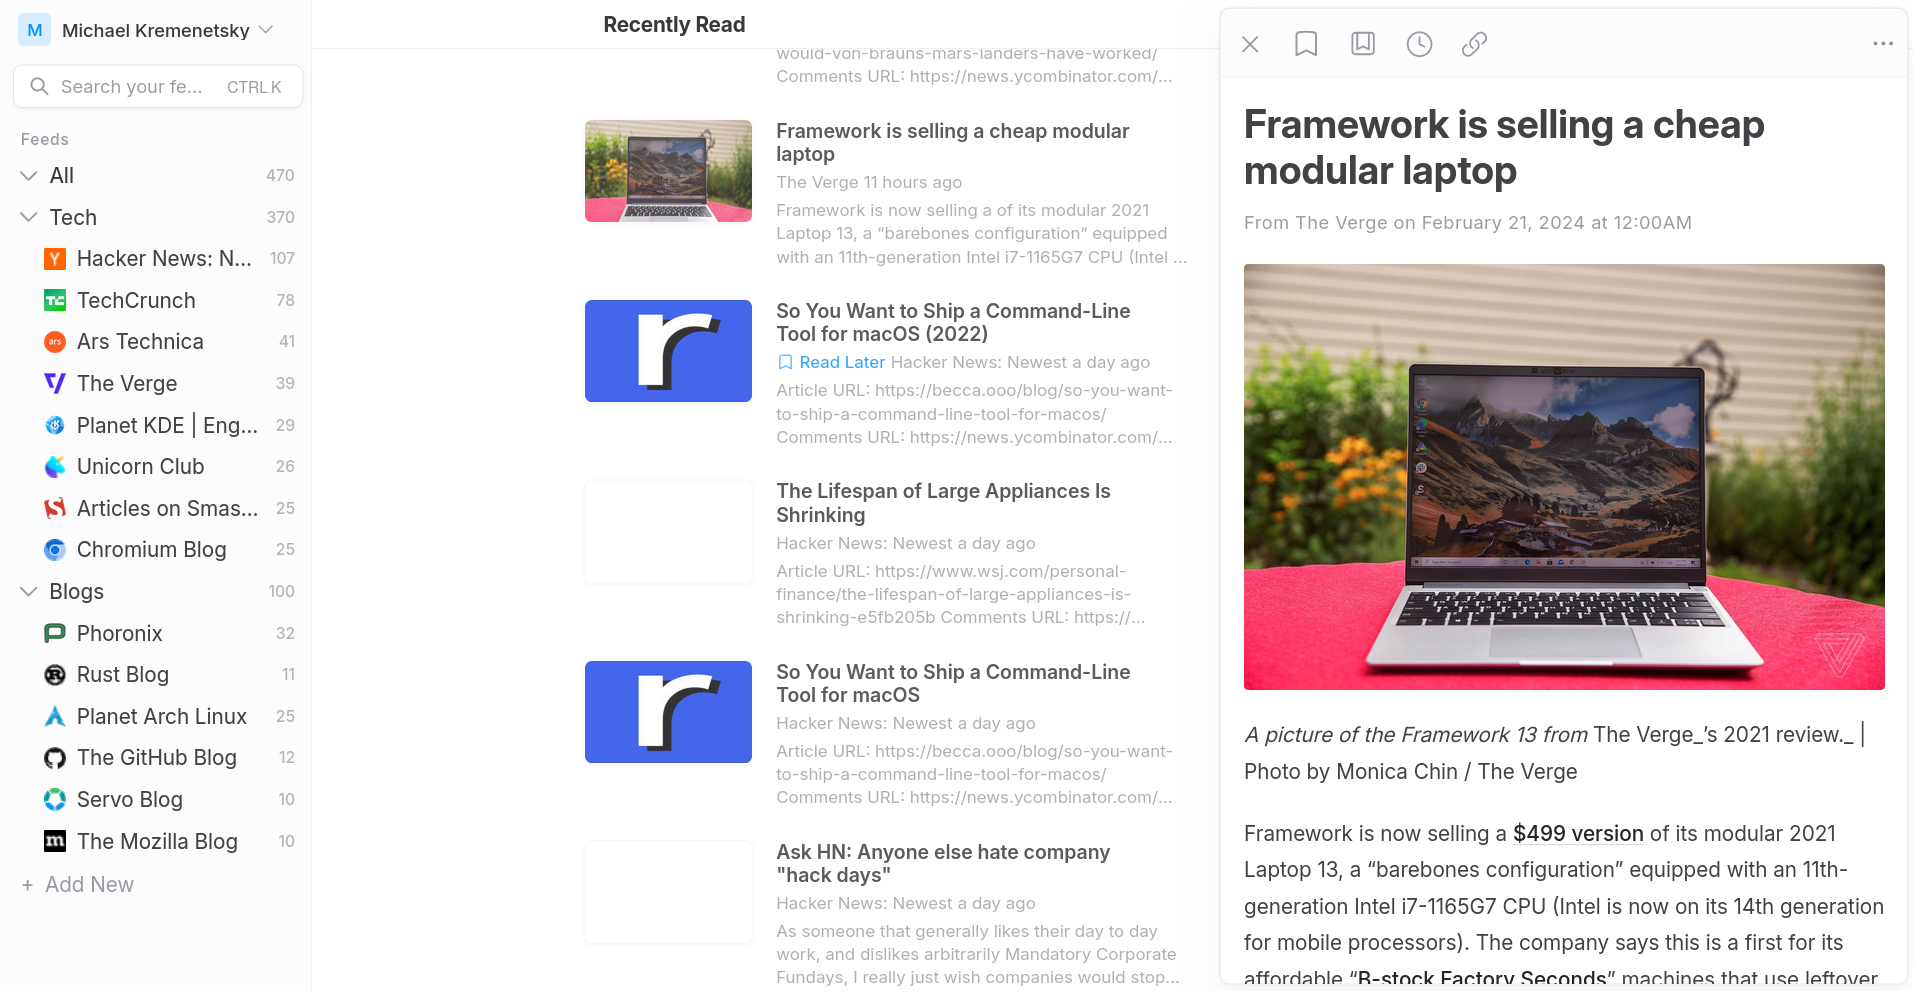 M Michael Kremenetsky
Search your fe... CTRL K
Feeds
All 470
Tech 370
Hacker News: N... 107
TechCrunch 78
Ars Technica 41
The Verge 39
Planet KDE | Eng... 29
Unicorn Club 26
Articles on Smas... 25
Chromium Blog 25
Blogs 100
Phoronix 32
Rust Blog 11
Planet Arch Linux 25
The GitHub Blog 12
Servo Blog 10
The Mozilla Blog 10
+ Add New
Recently Read
would-von-brauns-mars-landers-have-worked/
Comments URL: https://news.ycombinator.com/...
Framework is selling a cheap modular
laptop
The Verge 11 hours ago
Framework is now selling a of its modular 2021
Laptop 13, a “barebones configuration” equipped
with an 11th-generation Intel i7-1165G7 CPU (Intel ...
r
So You Want to Ship a Command-Line
Tool for macOS (2022)
Read Later Hacker News: Newest a day ago
Article URL: https://becca.ooo/blog/so-you-want-
to-ship-a-command-line-tool-for-macos/
Comments URL: https://news.ycombinator.com/...
The Lifespan of Large Appliances Is
Shrinking
Hacker News: Newest a day ago
Article URL: https://www.wsj.com/personal-
finance/the-lifespan-of-large-appliances-is-
shrinking-e5fb205b Comments URL: https://...
r
So You Want to Ship a Command-Line
Tool for macOS
Hacker News: Newest a day ago
Article URL: https://becca.ooo/blog/so-you-want-
to-ship-a-command-line-tool-for-macos/
Comments URL: https://news.ycombinator.com/...
Ask HN: Anyone else hate company
"hack days"
Hacker News: Newest a day ago
As someone that generally likes their day to day
work, and dislikes arbitrarily Mandatory Corporate
Fundays, I really just wish companies would stop...
Framework is selling a cheap
modular laptop
From The Verge on February 21, 2024 at 12:00AM
A picture of the Framework 13 from The Verge_’s 2021 review._ |
Photo by Monica Chin / The Verge
Framework is now selling a $499 version of its modular 2021
Laptop 13, a “barebones configuration” equipped with an 11th-
generation Intel i7-1165G7 CPU (Intel is now on its 14th generation
for mobile processors). The company says this is a first for its
affordable “B-stock Factory Seconds” machines that use leftover